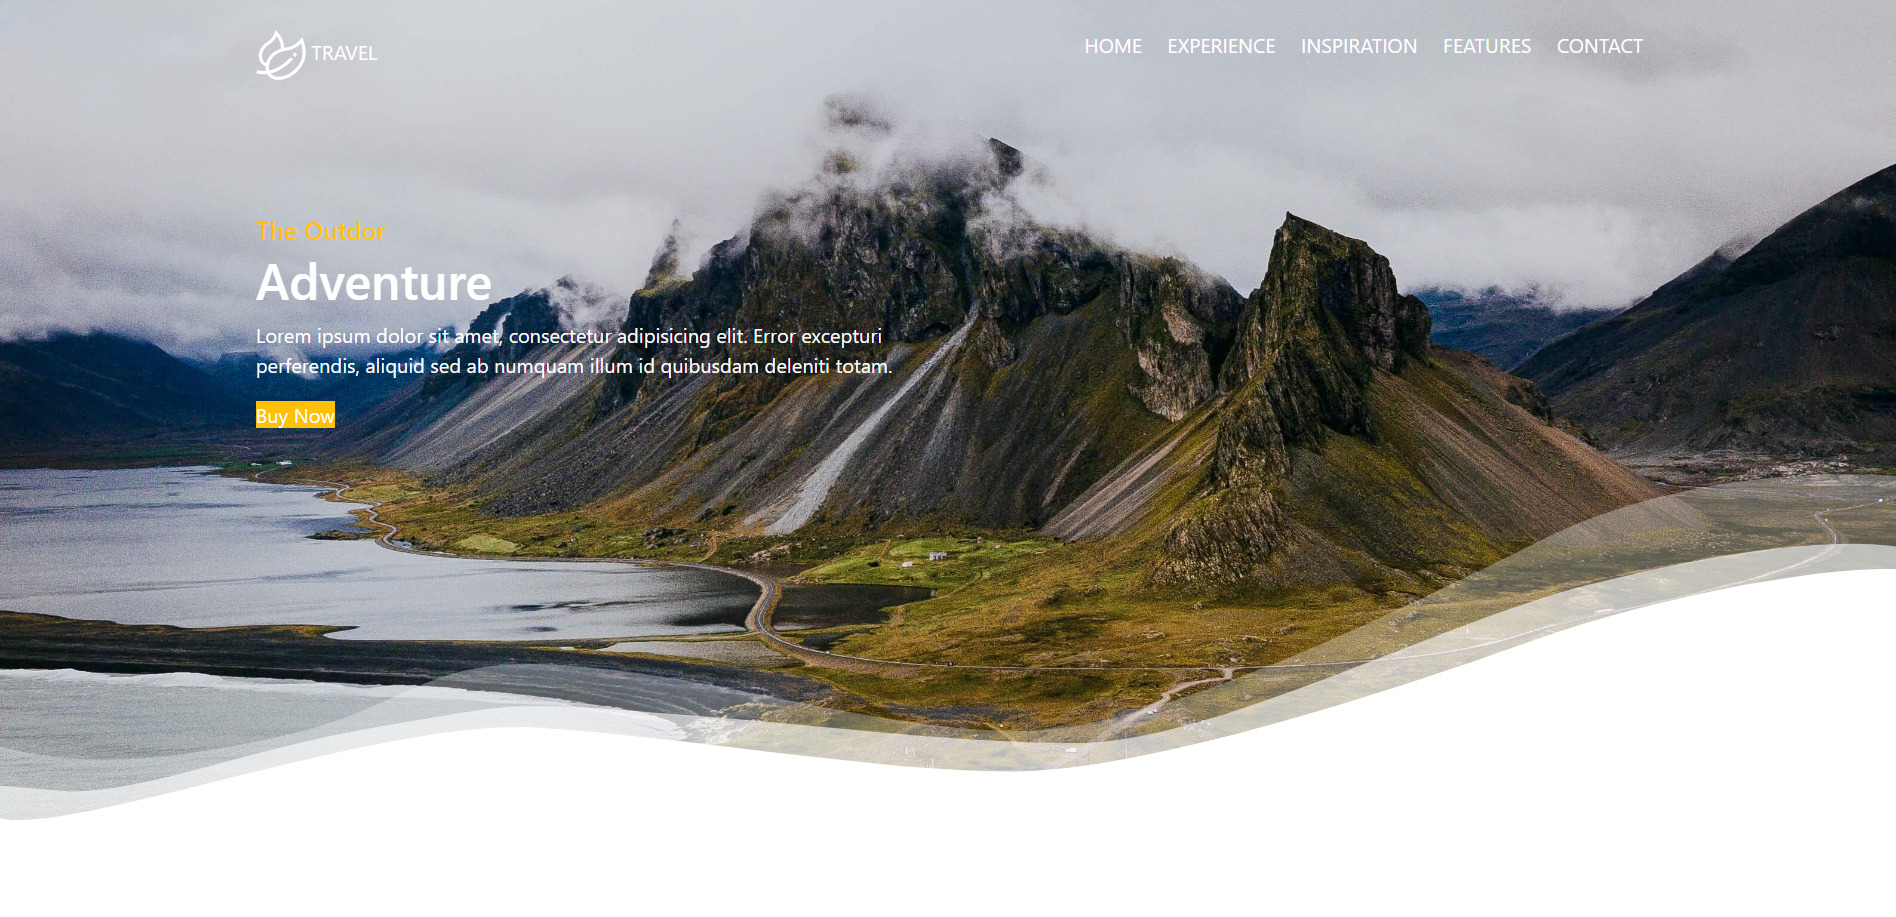 TRAVEL
HOME EXPERIENCE INSPIRATION FEATURES CONTACT
The Outdor
Adventure
Lorem ipsum dolor sit amet, consectetur adipisicing elit. Error excepturi
perferendis, aliquid sed ab numquam illum id quibusdam deleniti totam.
Buy Now